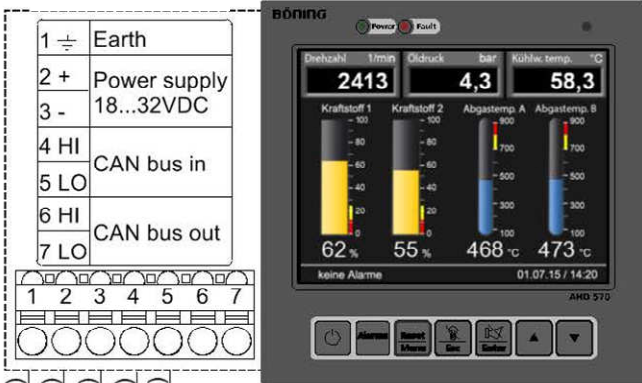 1 ⏚ Earth
2 +
3 -
Power supply
18...32VDC
4 HI
5 LO
CAN bus in
6 HI
7 LO
CAN bus out
1 2 3 4 5 6 7
BÖNING
Power Fault
Drehzahl 1/min Öldruck bar Kühlw. temp. °C
2413 4,3 58,3
Kraftstoff 1 Kraftstoff 2 Abgastemp. A Abgastemp. B
100 100 900 900
80 80 700 700
60 60 500 500
40 40 300 300
20 20 100 100
0 0
62 % 55 % 468 °C 473 °C
keine Alarme 01.07.15 / 14:20
AHD 570
Alarms Reset Esc Enter
Menu